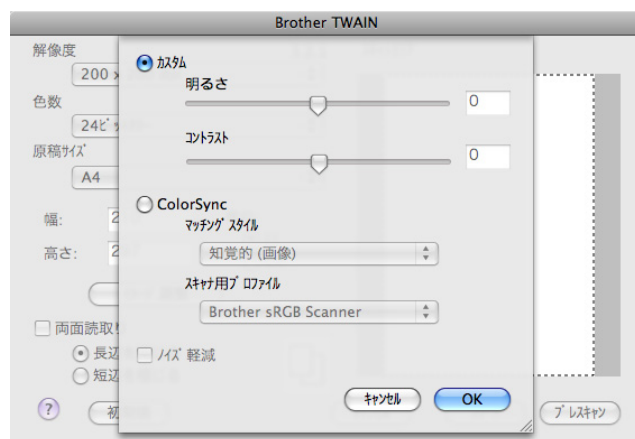 Brother TWAIN
解像度
200 x
色数
24ﾋﾞｯ
原稿ｻｲｽﾞ
A4
幅: 2
高さ: 2
両面読取り
長辺
短辺
初
ｶｽﾀﾑ
明るさ
0
ｺﾝﾄﾗｽﾄ
0
ColorSync
ﾏｯﾁﾝｸﾞ ｽﾀｲﾙ
知覚的 (画像)
ｽｷｬﾅ用ﾌﾟﾛﾌｧｲﾙ
Brother sRGB Scanner
ﾉｲｽﾞ軽減
ｷｬﾝｾﾙ OK
ﾌﾟﾚｽｷｬﾝ
?